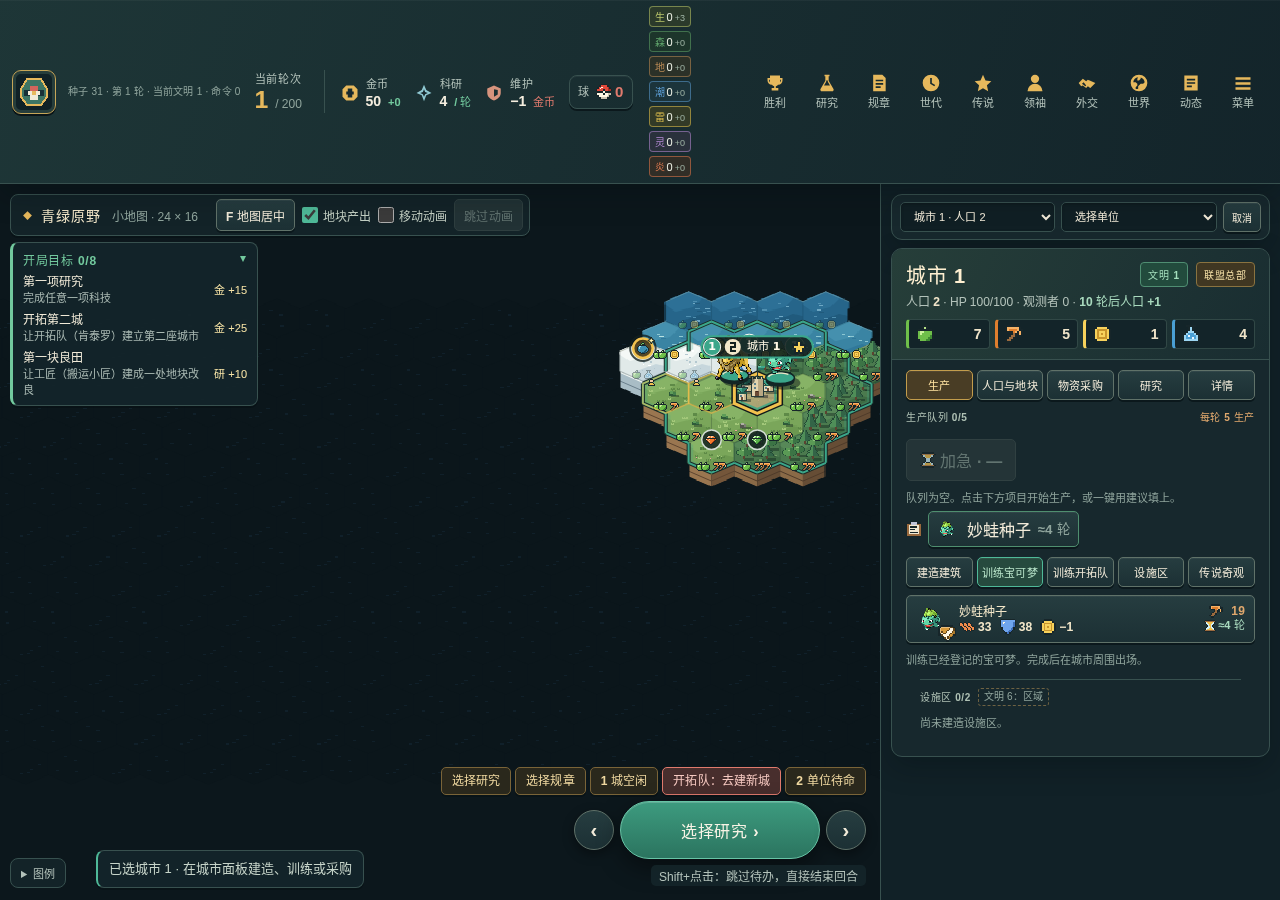 种子 31 · 第 1 轮 · 当前文明 1 · 命令 0
当前轮次
1 / 200
金币
50 +0
科研
4 / 轮
维护
−1 金币
球 0
生 0 +3
森 0 +0
地 0 +0
潮 0 +0
雷 0 +0
灵 0 +0
炎 0 +0
胜利
研究
规章
世代
传说
领袖
外交
世界
动态
菜单
青绿原野 小地图 · 24 × 16
F 地图居中
地块产出
移动动画
跳过动画
开局目标 0/8 ▼
第一项研究
完成任意一项科技
金 +15
开拓第二城
让开拓队（肯泰罗）建立第二座城市
金 +25
第一块良田
让工匠（搬运小匠）建成一处地块改
良
研 +10
1 2 城市 1
选择研究
选择规章
1 城空闲
开拓队：去建新城
2 单位待命
‹
选择研究 ›
›
Shift+点击：跳过待办，直接结束回合
▶ 图例
已选城市 1 · 在城市面板建造、训练或采购
城市 1 · 人口 2
选择单位
取消
城市 1
文明 1
联盟总部
人口 2 · HP 100/100 · 观测者 0 · 10 轮后人口 +1
7
5
1
4
生产
人口与地块
物资采购
研究
详情
生产队列 0/5
每轮 5 生产
加急 · —
队列为空。点击下方项目开始生产，或一键用建议填上。
妙蛙种子 ≈4 轮
建造建筑
训练宝可梦
训练开拓队
设施区
传说奇观
妙蛙种子
33 38 −1
19
≈4 轮
训练已经登记的宝可梦。完成后在城市周围出场。
设施区 0/2 文明 6：区域
尚未建造设施区。